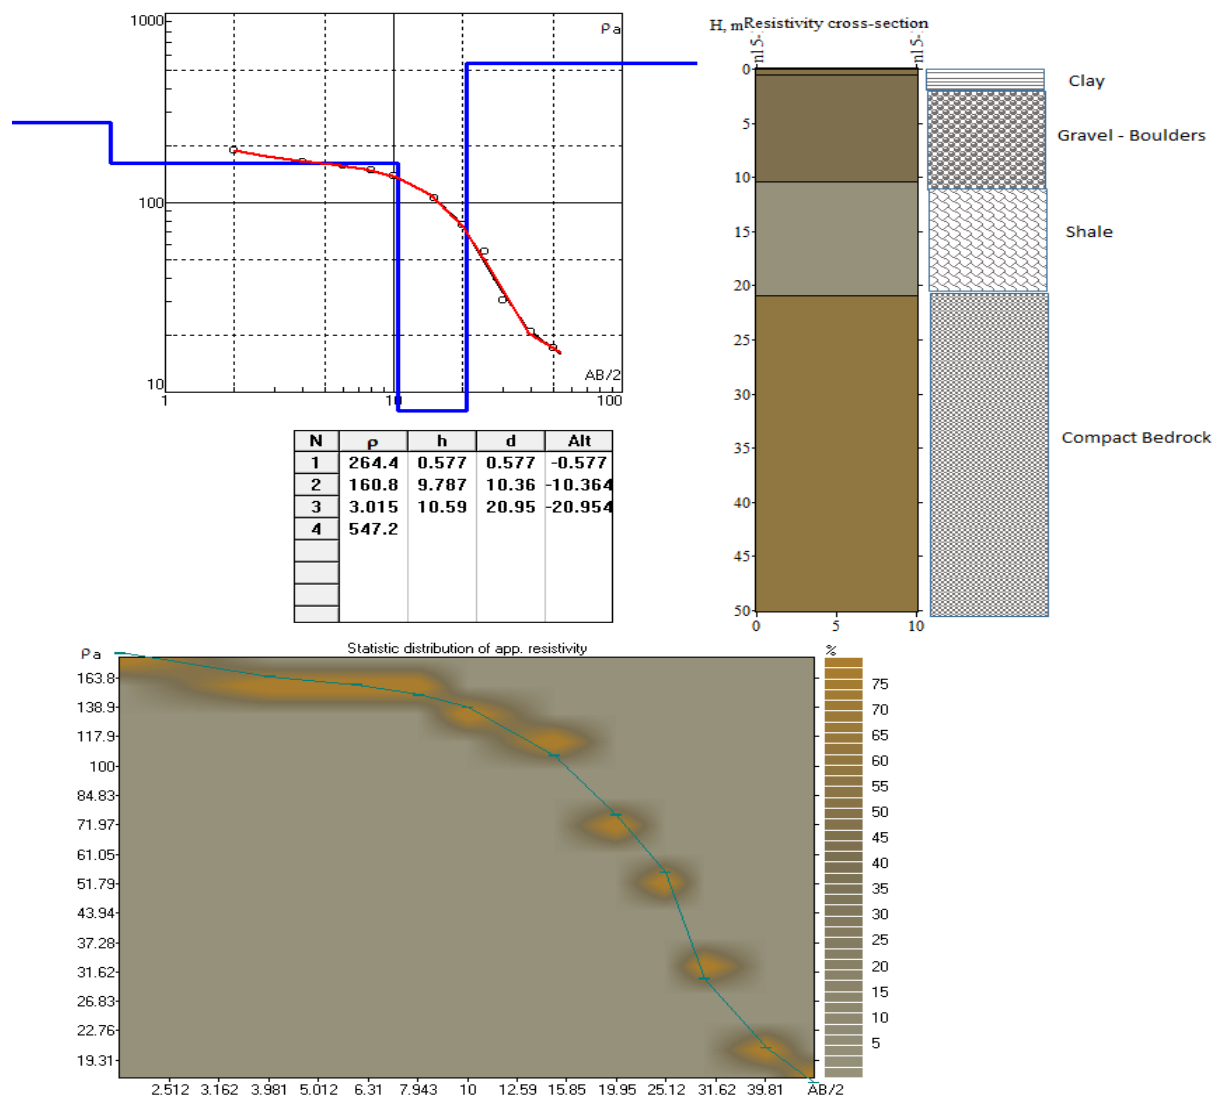 1000
ρa
100
10
AB/2
1
10
100
N ρ h d Alt
1 264.4 0.577 0.577 -0.577
2 160.8 9.787 10.36 -10.364
3 3.015 10.59 20.95 -20.954
4 547.2
H, m Resistivity cross-section
n15-
n15-
0
5
10
15
20
25
30
35
40
45
50
0 5 10
Clay
Gravel - Boulders
Shale
Compact Bedrock
Statistic distribution of app. resistivity
ρa
163.8
138.9
117.9
100
84.83
71.97
61.05
51.79
43.94
37.28
31.62
26.83
22.76
19.31
2.512 3.162 3.981 5.012 6.31 7.943 10 12.59 15.85 19.95 25.12 31.62 39.81 AB/2
%
75
70
65
60
55
50
45
40
35
30
25
20
15
10
5